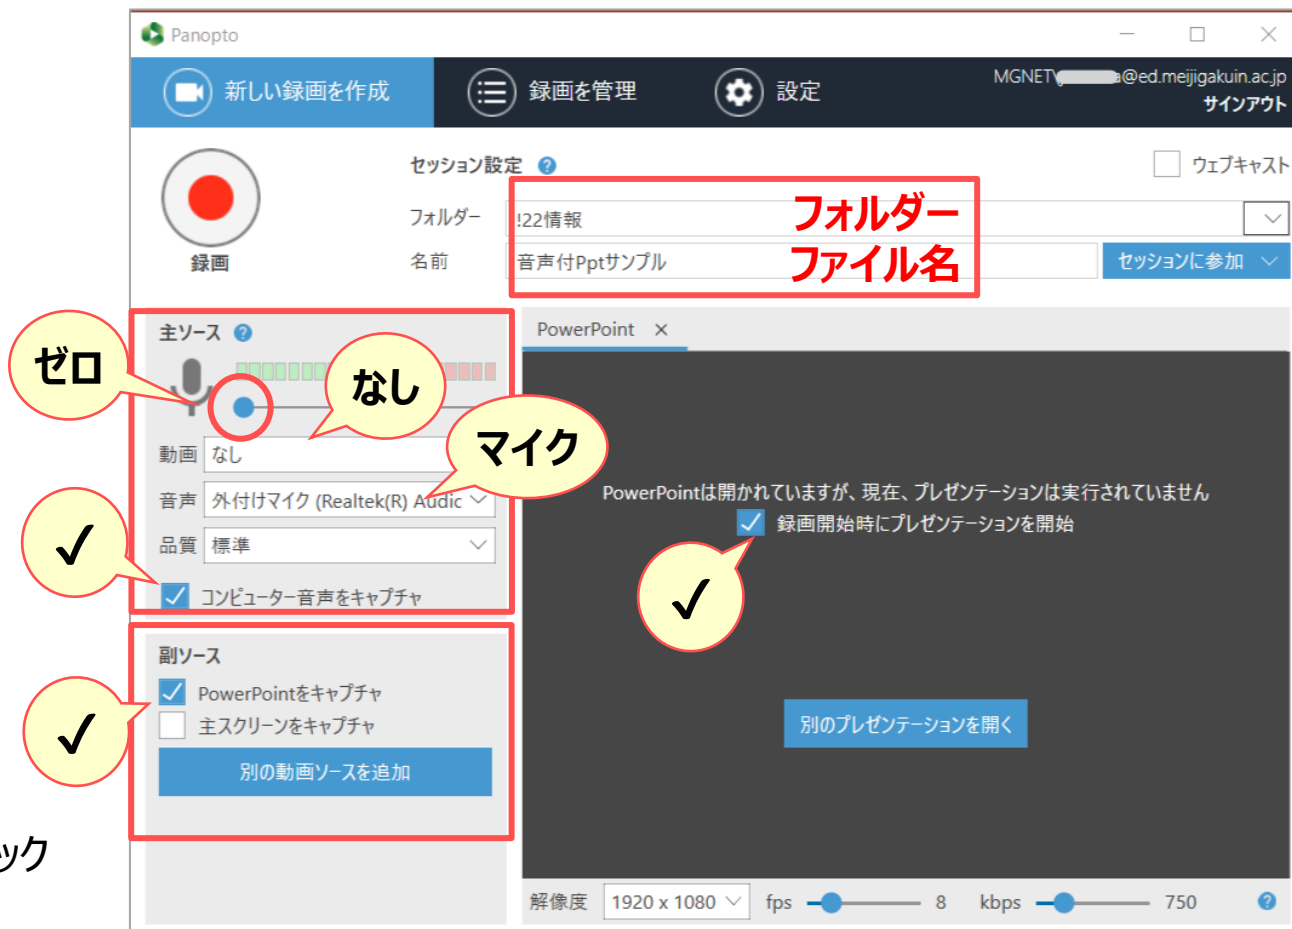 Panopto
新しい録画を作成
録画を管理
設定
MGNET\ @ed.meijigakuin.ac.jp
サインアウト
録画
セッション設定
ウェブキャスト
フォルダー !22情報 フォルダー
名前 音声付Pptサンプル ファイル名
セッションに参加
主ソース
ゼロ
なし
動画 なし
マイク
音声 外付けマイク (Realtek(R) Audic
品質 標準
✓
✓ コンピューター音声をキャプチャ
副ソース
✓ PowerPointをキャプチャ
✓
主スクリーンをキャプチャ
別の動画ソースを追加
ック
PowerPoint ×
PowerPointは開かれていますが、現在、プレゼンテーションは実行されていません
✓ 録画開始時にプレゼンテーションを開始
✓
別のプレゼンテーションを開く
解像度 1920 x 1080 fps 8 kbps 750